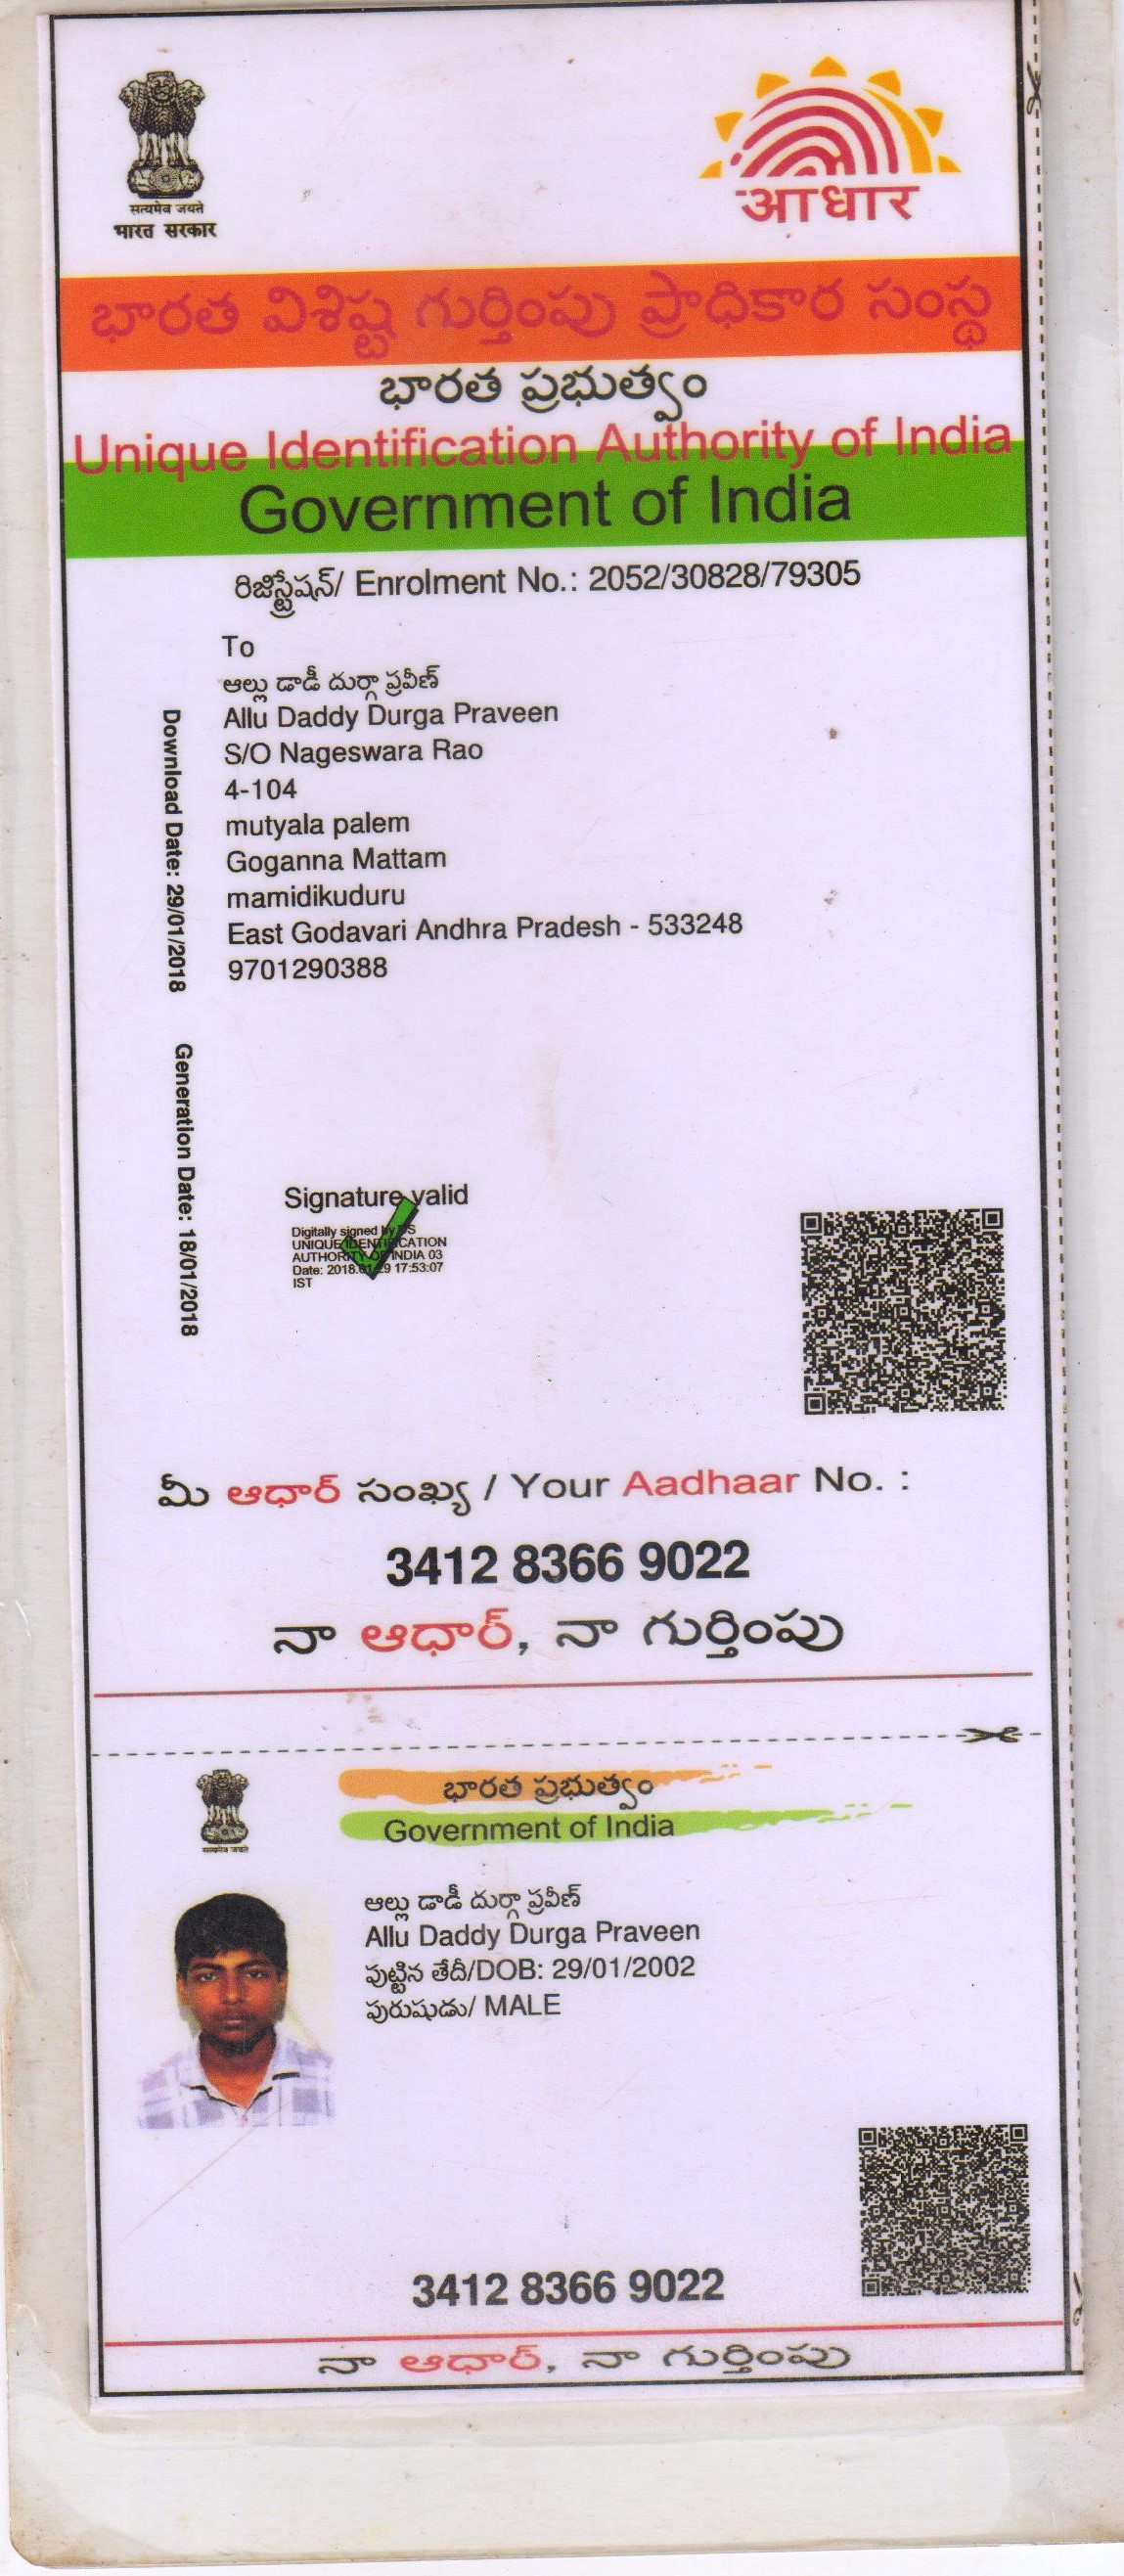 सत्यमेव जयते
भारत सरकार
आधार
భారత విశిష్ట గుర్తింపు ప్రాధికార సంస్థ
భారత ప్రభుత్వం
Unique Identification Authority of India
Government of India
రిజిస్ట్రేషన్/ Enrolment No.: 2052/30828/79305
To
ఆల్లు డాడీ దుర్గా ప్రవీణ్
Allu Daddy Durga Praveen
S/O Nageswara Rao
4-104
mutyala palem
Goganna Mattam
mamidikuduru
East Godavari Andhra Pradesh - 533248
9701290388
Download Date: 29/01/2018
Generation Date: 18/01/2018
Signature valid
Digitally signed by DS
UNIQUE IDENTIFICATION
AUTHORITY OF INDIA 03
Date: 2018.01.29 17:53:07
IST
మీ ఆధార్ సంఖ్య / Your Aadhaar No. :
3412 8366 9022
నా ఆధార్, నా గుర్తింపు
सत्यमेव जयते
భారత ప్రభుత్వం
Government of India
ఆల్లు డాడీ దుర్గా ప్రవీణ్
Allu Daddy Durga Praveen
పుట్టిన తేదీ/DOB: 29/01/2002
పురుషుడు/ MALE
3412 8366 9022
నా ఆధార్, నా గుర్తింపు